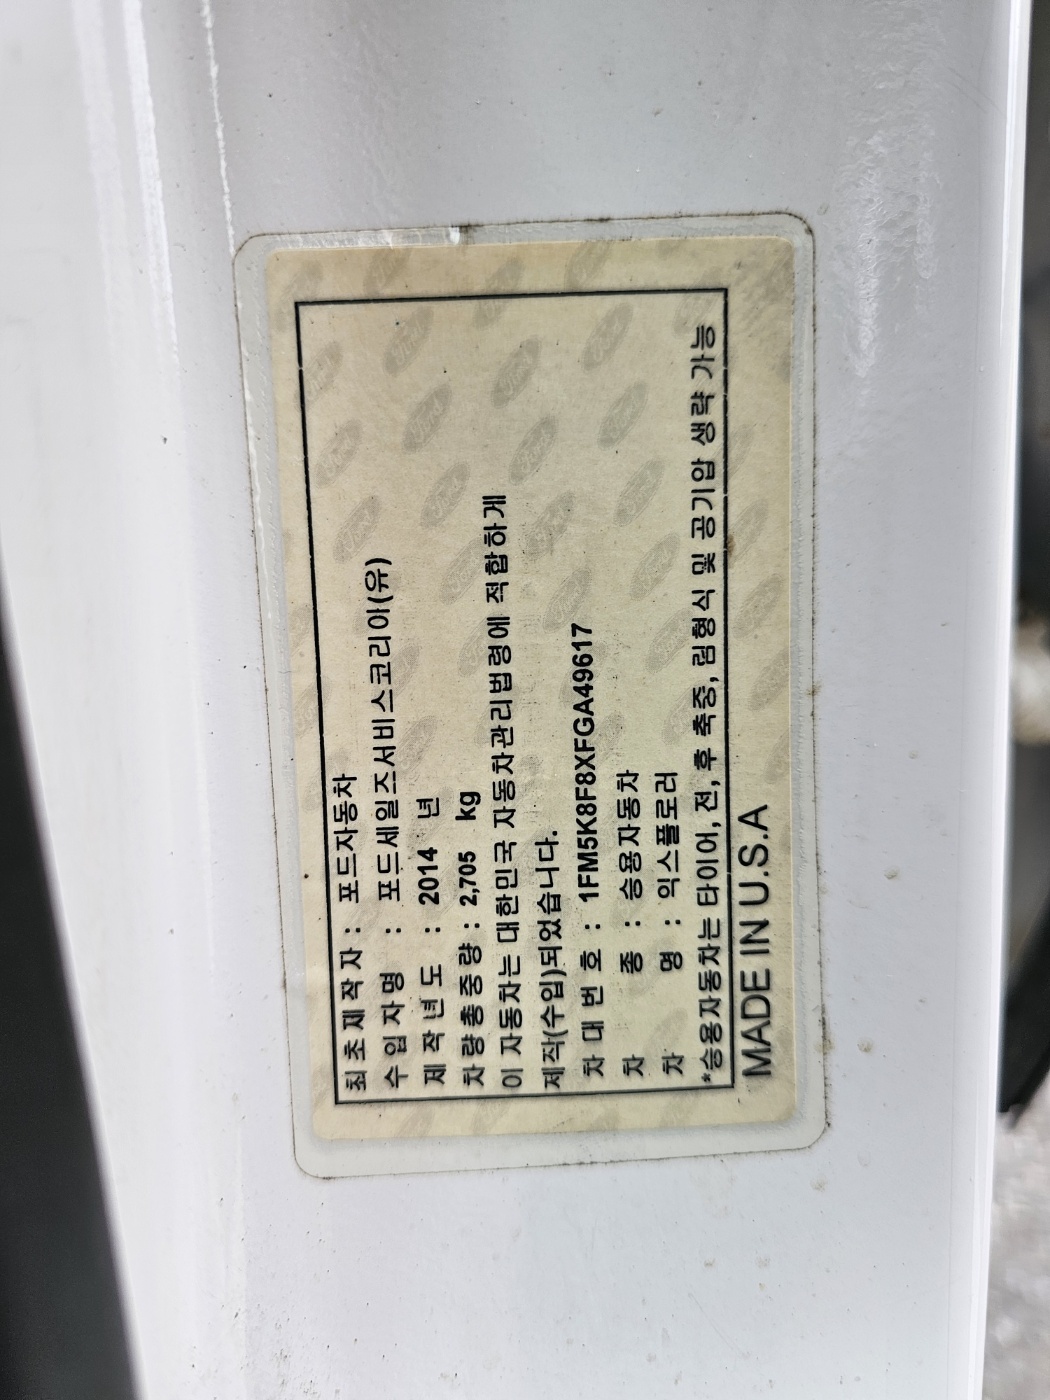 최초제작자 : 포드자동차
수입자명 : 포드세일즈서비스코리아(유)
제작년도 : 2014 년
차량총중량 : 2,705 kg
이 자동차는 대한민국 자동차관리법령에 적합하게
제작(수입)되었습니다.
차대번호 : 1FM5K8F8XFGA49617
차 종 : 승용자동차
차 명 : 익스플로러
*승용자동차는 타이어, 전, 후 축중, 림형식 및 공기압 생략 가능
MADE IN U.S.A